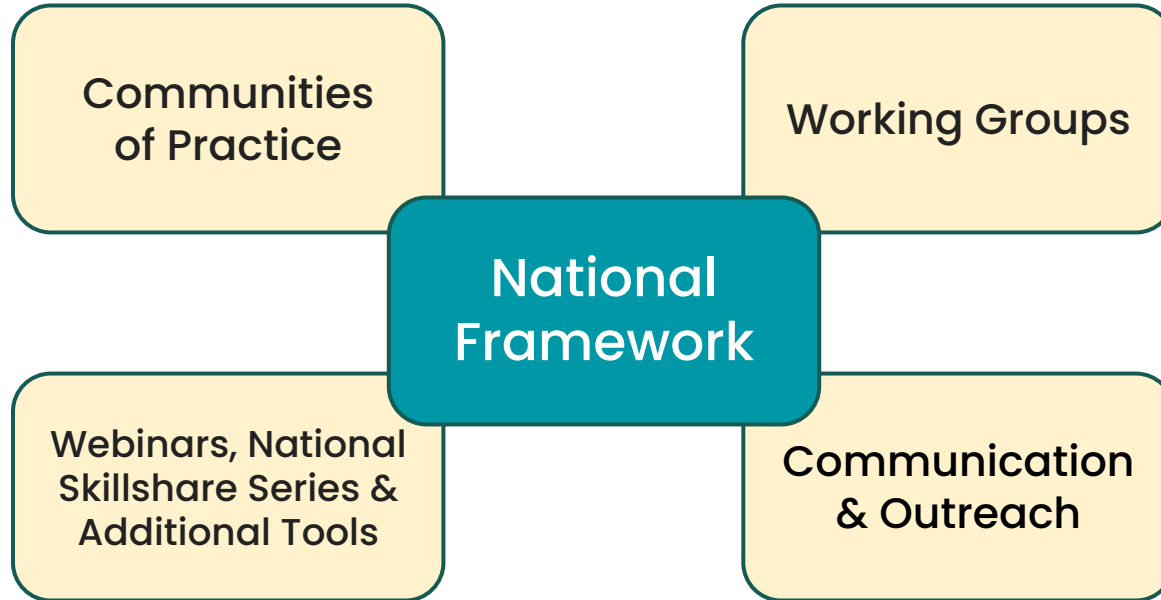 Communities
of Practice
Working Groups
National
Framework
Webinars, National
Skillshare Series &
Additional Tools
Communication
& Outreach